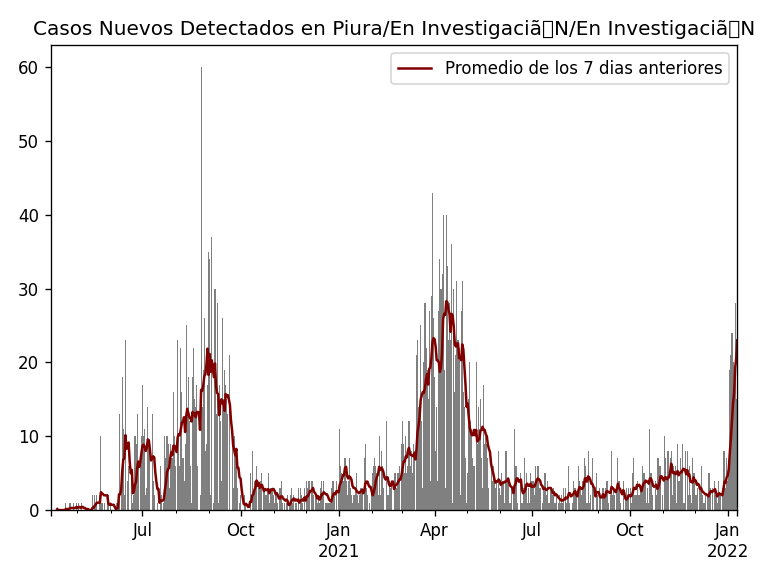 Casos Nuevos Detectados en Piura/En Investigaciã▯N/En Investigaciã▯N
Promedio de los 7 dias anteriores
60
50
40
30
20
10
0
Jul
Oct
Jan
2021
Apr
Jul
Oct
Jan
2022